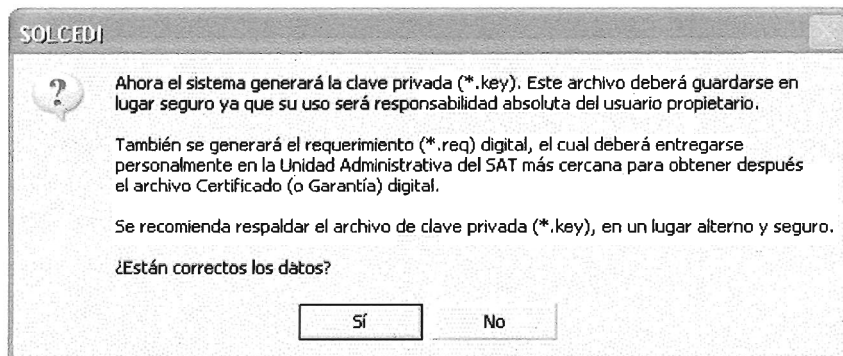 SOLCEDI
Ahora el sistema generará la clave privada (*.key). Este archivo deberá guardarse en
lugar seguro ya que su uso será responsabilidad absoluta del usuario propietario.
También se generará el requerimiento (*.req) digital, el cual deberá entregarse
personalmente en la Unidad Administrativa del SAT más cercana para obtener después
el archivo Certificado (o Garantía) digital.
Se recomienda respaldar el archivo de clave privada (*.key), en un lugar alterno y seguro.
¿Están correctos los datos?
Sí No